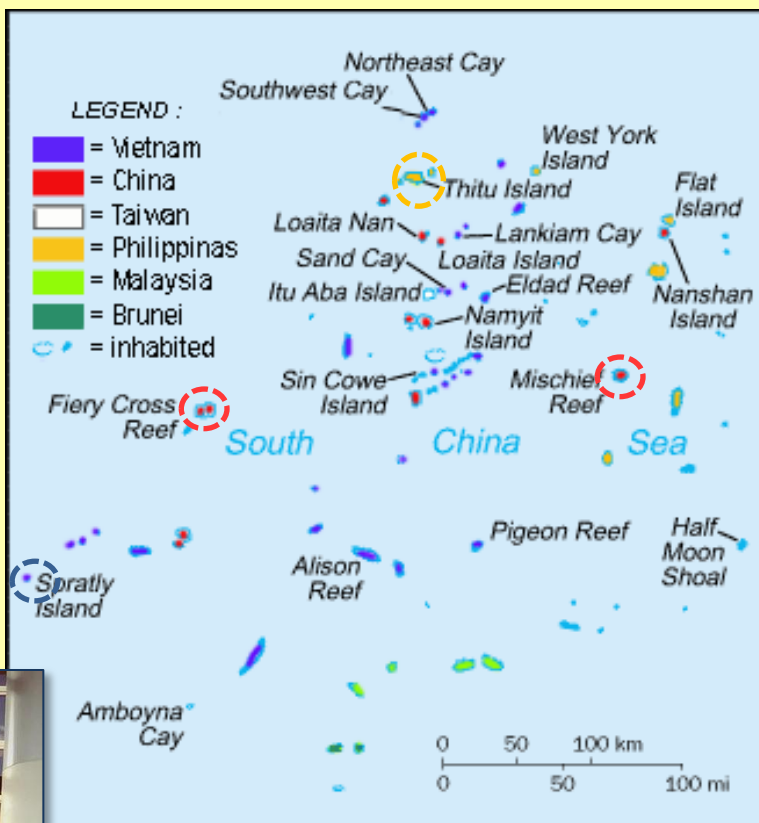 Northeast Cay
Southwest Cay
LEGEND :
= Vietnam
= China
= Taiwan
= Philippinas
= Malaysia
= Brunei
= inhabited
West York
Island
Thitu Island
Flat
Island
Loaita Nan
Lankiam Cay
Sand Cay
Loaita Island
Itu Aba Island
Eldad Reef
Nanshan
Island
Namyit
Island
Sin Cowe
Island
Mischief
Reef
Fiery Cross
Reef
South China Sea
Pigeon Reef
Half
Moon
Shoal
Alison
Reef
Spratly
Island
Amboyna
Cay
0 50 100 km
0 50 100 mi